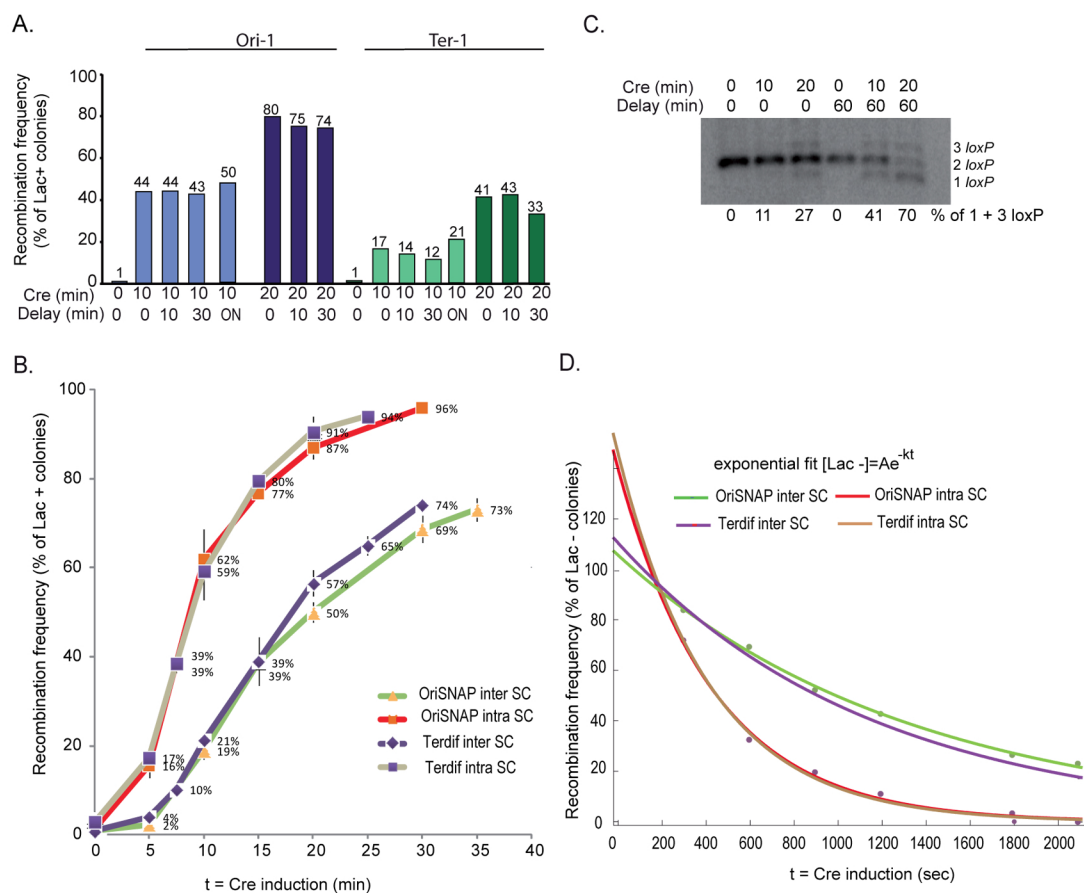 A.
Ori-1
Ter-1
Recombination frequency
(% of Lac+ colonies)
100
80
60
40
20
0
1
44
44
43
50
80
75
74
1
17
14
12
21
41
43
33
Cre (min) 0 10 10 10 10 20 20 20 0 10 10 10 10 20 20 20
Delay (min) 0 0 10 30 ON 0 10 30 0 0 10 30 ON 0 10 30
C.
Cre (min) 0 10 20 0 10 20
Delay (min) 0 0 0 60 60 60
3 loxP
2 loxP
1 loxP
0 11 27 0 41 70 % of 1 + 3 loxP
B.
Recombination frequency (% of Lac + colonies)
100
80
60
40
20
0
94%
96%
91%
87%
80%
77%
74%
73%
69%
62%
59%
65%
57%
50%
39%
39%
39%
39%
21%
19%
17%
16%
10%
4%
2%
OriSNAP inter SC
OriSNAP intra SC
Terdif inter SC
Terdif intra SC
0 5 10 15 20 25 30 35 40
t = Cre induction (min)
D.
Recombination frequency (% of Lac - colonies)
exponential fit [Lac -]=Ae-kt
OriSNAP inter SC OriSNAP intra SC
Terdif inter SC Terdif intra SC
120
100
80
60
40
20
0
0 200 400 600 800 1000 1200 1400 1600 1800 2000
t = Cre induction (sec)